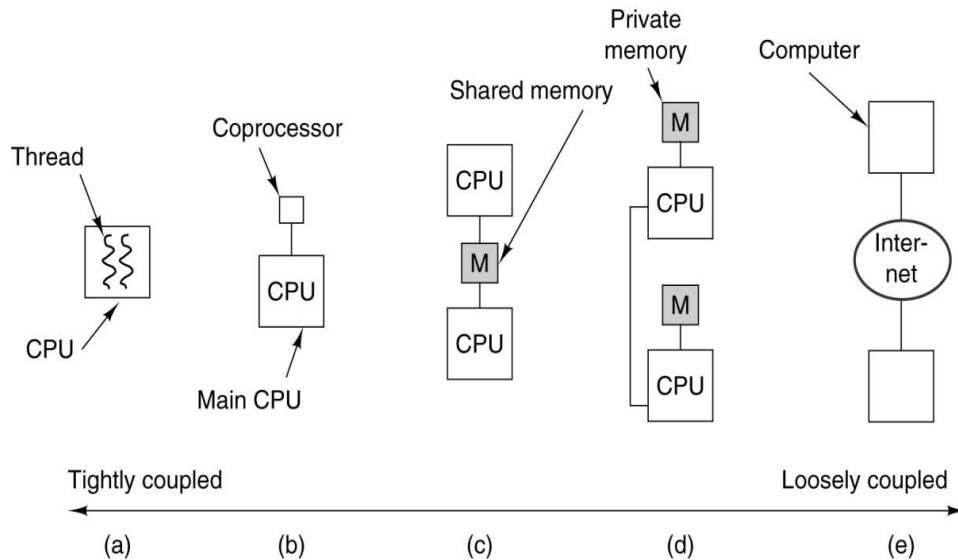 Private
memory
Computer
Shared memory
Coprocessor
Thread
M
CPU
CPU
Inter-
net
M
CPU
M
CPU
CPU
CPU
CPU
Main CPU
Tightly coupled
Loosely coupled
(a)
(b)
(c)
(d)
(e)